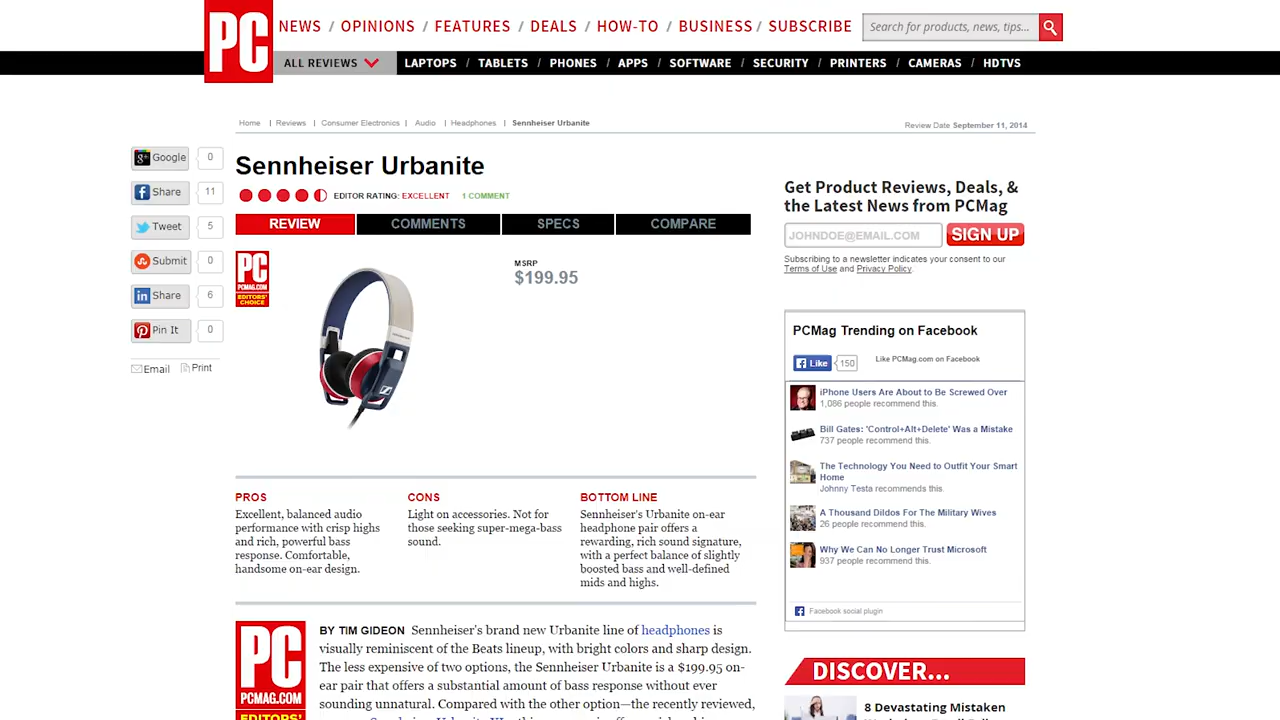 PC
NEWS / OPINIONS / FEATURES / DEALS / HOW-TO / BUSINESS / SUBSCRIBE
Search for products, news, tips...
ALL REVIEWS
LAPTOPS / TABLETS / PHONES / APPS / SOFTWARE / SECURITY / PRINTERS / CAMERAS / HDTVS
Home | Reviews | Consumer Electronics | Audio | Headphones | Sennheiser Urbanite
Review Date September 11, 2014
Google 0
Share 11
Tweet 5
Submit 0
Share 6
Pin It 0
Email Print
Sennheiser Urbanite
EDITOR RATING: EXCELLENT 1 COMMENT
REVIEW COMMENTS SPECS COMPARE
PC
PCMAG.COM
EDITORS'
CHOICE
MSRP
$199.95
PROS
Excellent, balanced audio
performance with crisp highs
and rich, powerful bass
response. Comfortable,
handsome on-ear design.
CONS
Light on accessories. Not for
those seeking super-mega-bass
sound.
BOTTOM LINE
Sennheiser's Urbanite on-ear
headphone pair offers a
rewarding, rich sound signature,
with a perfect balance of slightly
boosted bass and well-defined
mids and highs.
PC
PCMAG.COM
EDITORS'
BY TIM GIDEON Sennheiser's brand new Urbanite line of headphones is
visually reminiscent of the Beats lineup, with bright colors and sharp design.
The less expensive of two options, the Sennheiser Urbanite is a $199.95 on-
ear pair that offers a substantial amount of bass response without ever
sounding unnatural. Compared with the other option—the recently reviewed,
Get Product Reviews, Deals, &
the Latest News from PCMag
JOHNDOE@EMAIL.COM SIGN UP
Subscribing to a newsletter indicates your consent to our
Terms of Use and Privacy Policy.
PCMag Trending on Facebook
Like 150 Like PCMag.com on Facebook
iPhone Users Are About to Be Screwed Over
1,086 people recommend this.
Bill Gates: 'Control+Alt+Delete' Was a Mistake
737 people recommend this.
The Technology You Need to Outfit Your Smart
Home
Johnny Testa recommends this.
A Thousand Dildos For The Military Wives
26 people recommend this.
Why We Can No Longer Trust Microsoft
937 people recommend this.
Facebook social plugin
DISCOVER...
8 Devastating Mistaken